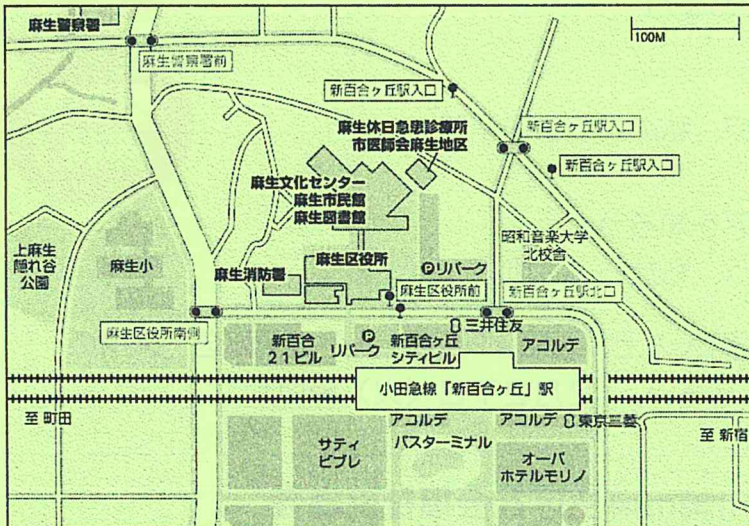 麻生警察署
100M
麻生警察署前
新百合ヶ丘駅入口
麻生休日急患診療所
市医師会麻生地区
新百合ヶ丘駅入口
新百合ヶ丘駅入口
麻生文化センター
麻生市民館
麻生図書館
上麻生
隠れ谷
公園
麻生小
昭和音楽大学
北校舎
麻生消防署
麻生区役所
Pリパーク
麻生区役所前
新百合ヶ丘駅北口
麻生区役所南側
三井住友
新百合
21ビル
P
リパーク
新百合ヶ丘
シティビル
アコルデ
小田急線「新百合ヶ丘」駅
至 町田
アコルデ
アコルデ
東京三菱
至 新宿
サティ
ビブレ
バスターミナル
オーパ
ホテルモリノ